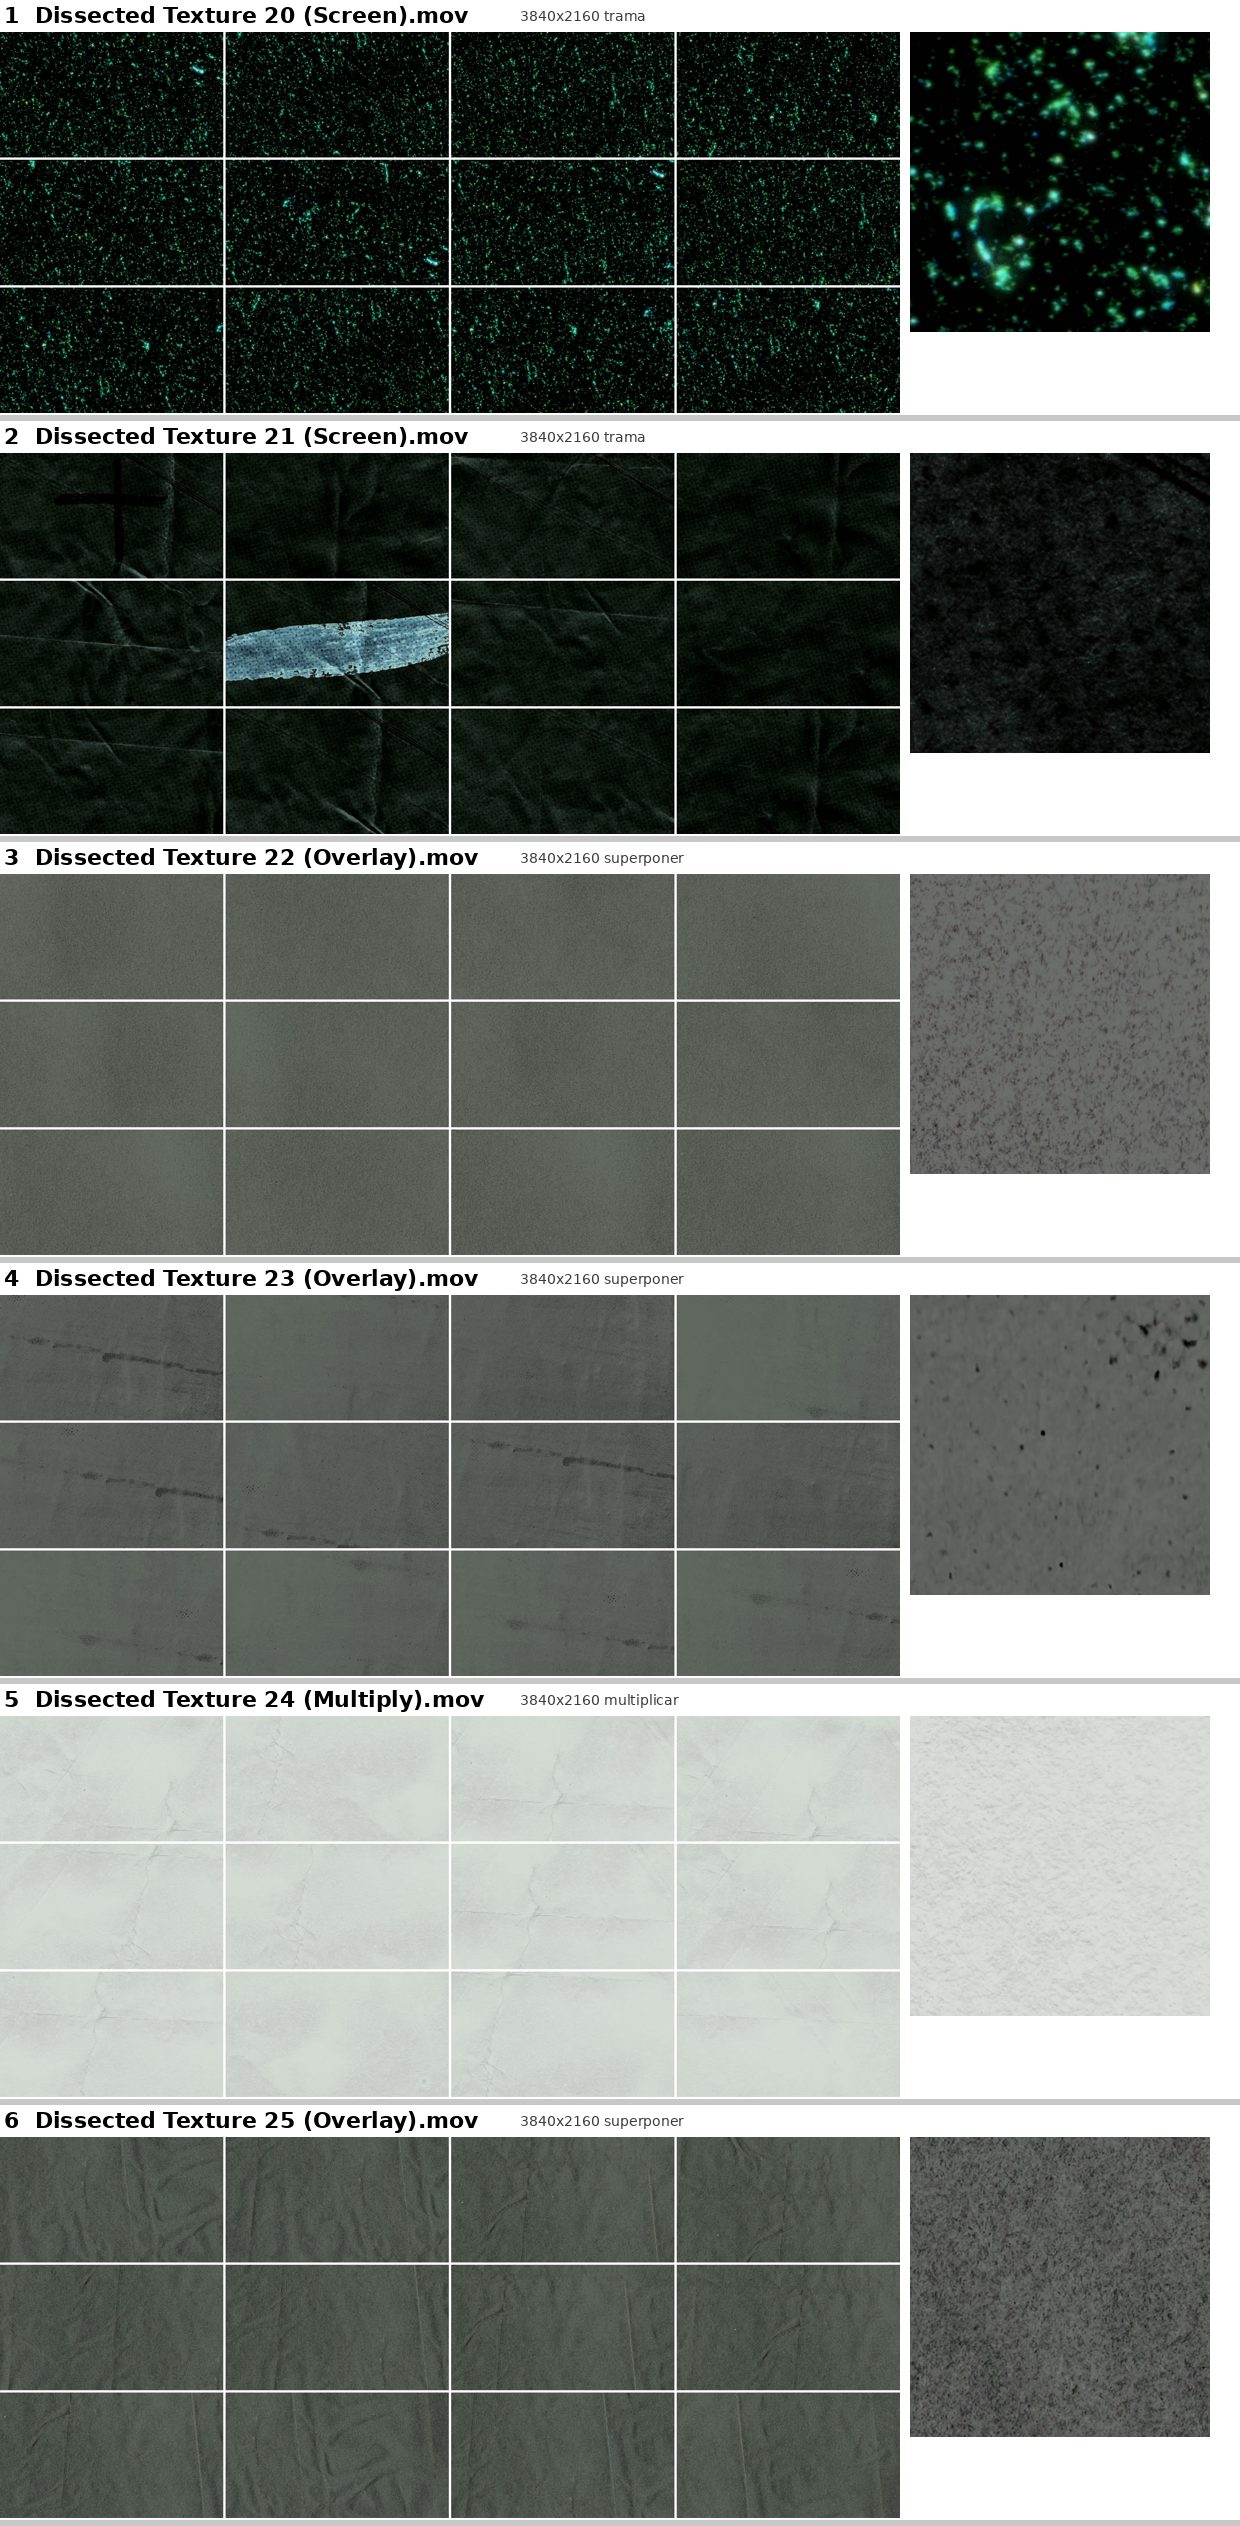 1 Dissected Texture 20 (Screen).mov 3840x2160 trama
2 Dissected Texture 21 (Screen).mov 3840x2160 trama
3 Dissected Texture 22 (Overlay).mov 3840x2160 superponer
4 Dissected Texture 23 (Overlay).mov 3840x2160 superponer
5 Dissected Texture 24 (Multiply).mov 3840x2160 multiplicar
6 Dissected Texture 25 (Overlay).mov 3840x2160 superponer